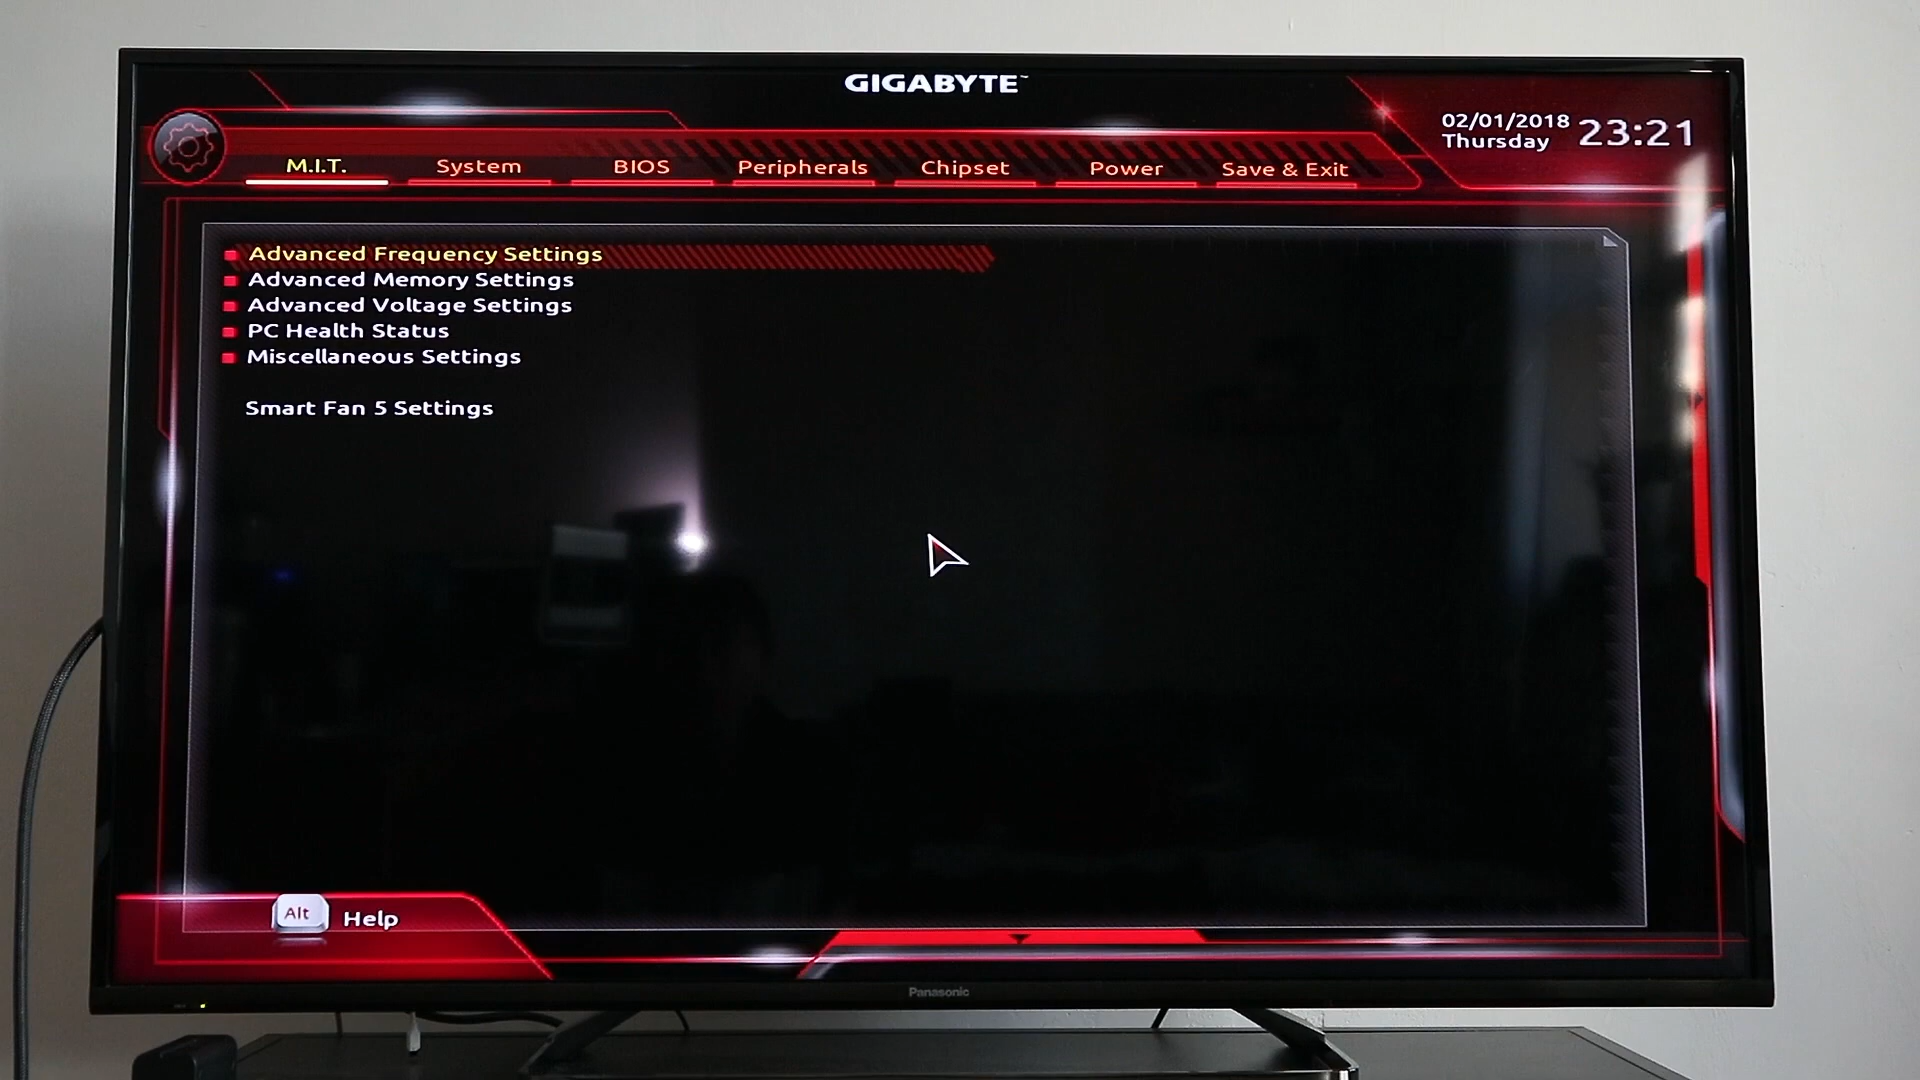 GIGABYTE™
02/01/2018
Thursday
23:21
M.I.T.
System
BIOS
Peripherals
Chipset
Power
Save & Exit
Advanced Frequency Settings
Advanced Memory Settings
Advanced Voltage Settings
PC Health Status
Miscellaneous Settings
Smart Fan 5 Settings
Alt
Help
Panasonic